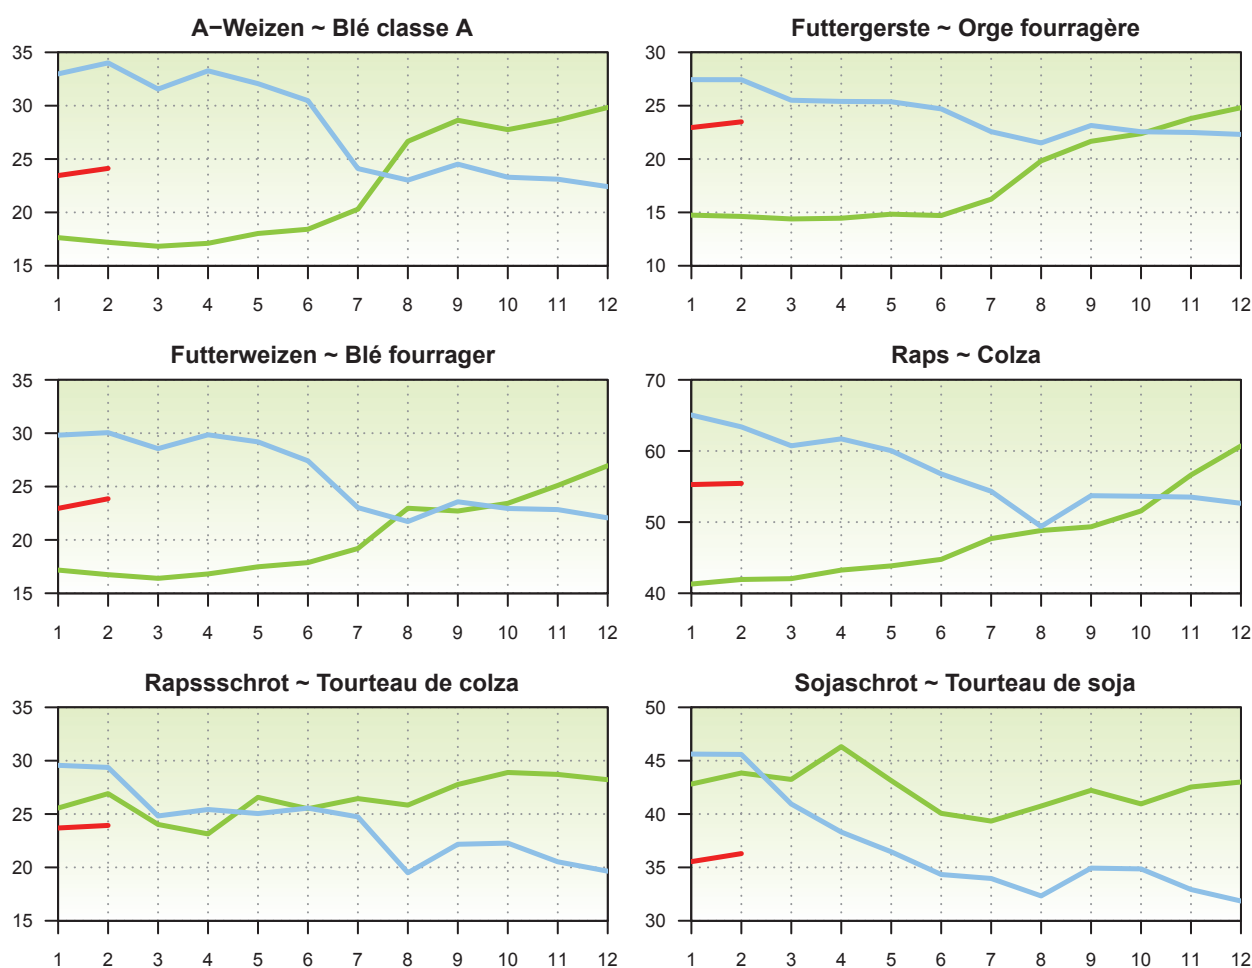 A−Weizen ~ Blé classe A
35
30
25
20
15
1 2 3 4 5 6 7 8 9 10 11 12
Futtergerste ~ Orge fourragère
30
25
20
15
10
1 2 3 4 5 6 7 8 9 10 11 12
Futterweizen ~ Blé fourrager
35
30
25
20
15
1 2 3 4 5 6 7 8 9 10 11 12
Raps ~ Colza
70
60
50
40
1 2 3 4 5 6 7 8 9 10 11 12
Rapssschrot ~ Tourteau de colza
35
30
25
20
15
1 2 3 4 5 6 7 8 9 10 11 12
Sojaschrot ~ Tourteau de soja
50
45
40
35
30
1 2 3 4 5 6 7 8 9 10 11 12